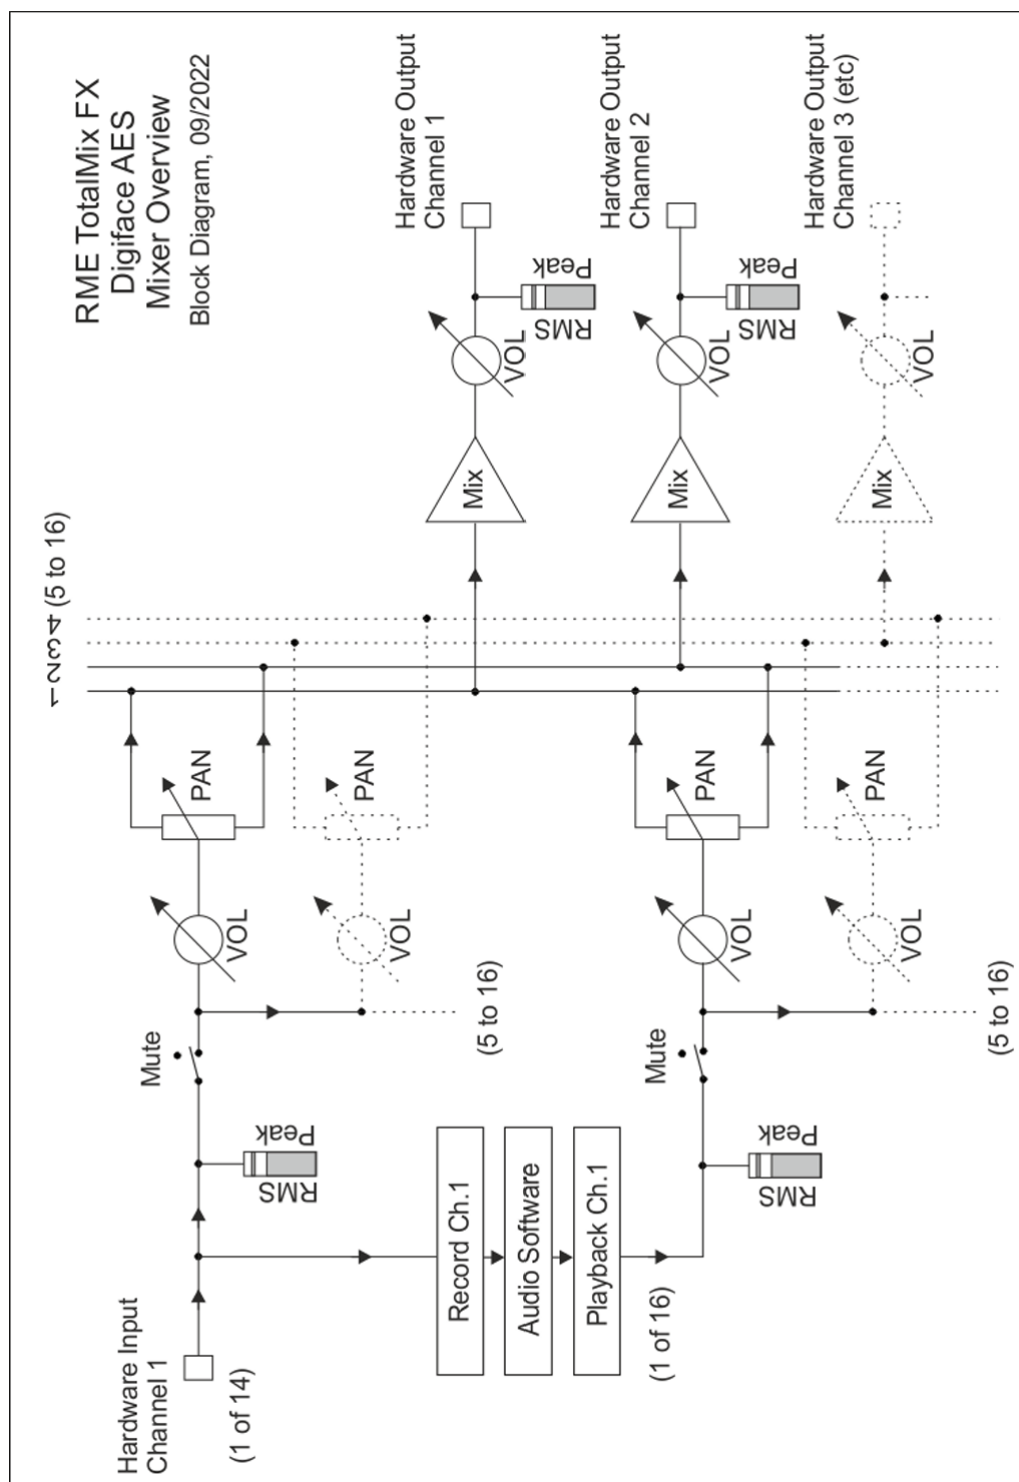 RME TotalMix FX
Digiface AES
Mixer Overview
Block Diagram, 09/2022
Hardware Input
Channel 1
(1 of 14)
RMS
Peak
Mute
VOL
PAN
VOL
PAN
(5 to 16)
1 2 3 4 (5 to 16)
Record Ch.1
Audio Software
Playback Ch.1
(1 of 16)
RMS
Peak
Mute
VOL
PAN
VOL
PAN
(5 to 16)
Mix
VOL
RMS
Peak
Hardware Output
Channel 1
Mix
VOL
RMS
Peak
Hardware Output
Channel 2
Mix
VOL
Hardware Output
Channel 3 (etc)